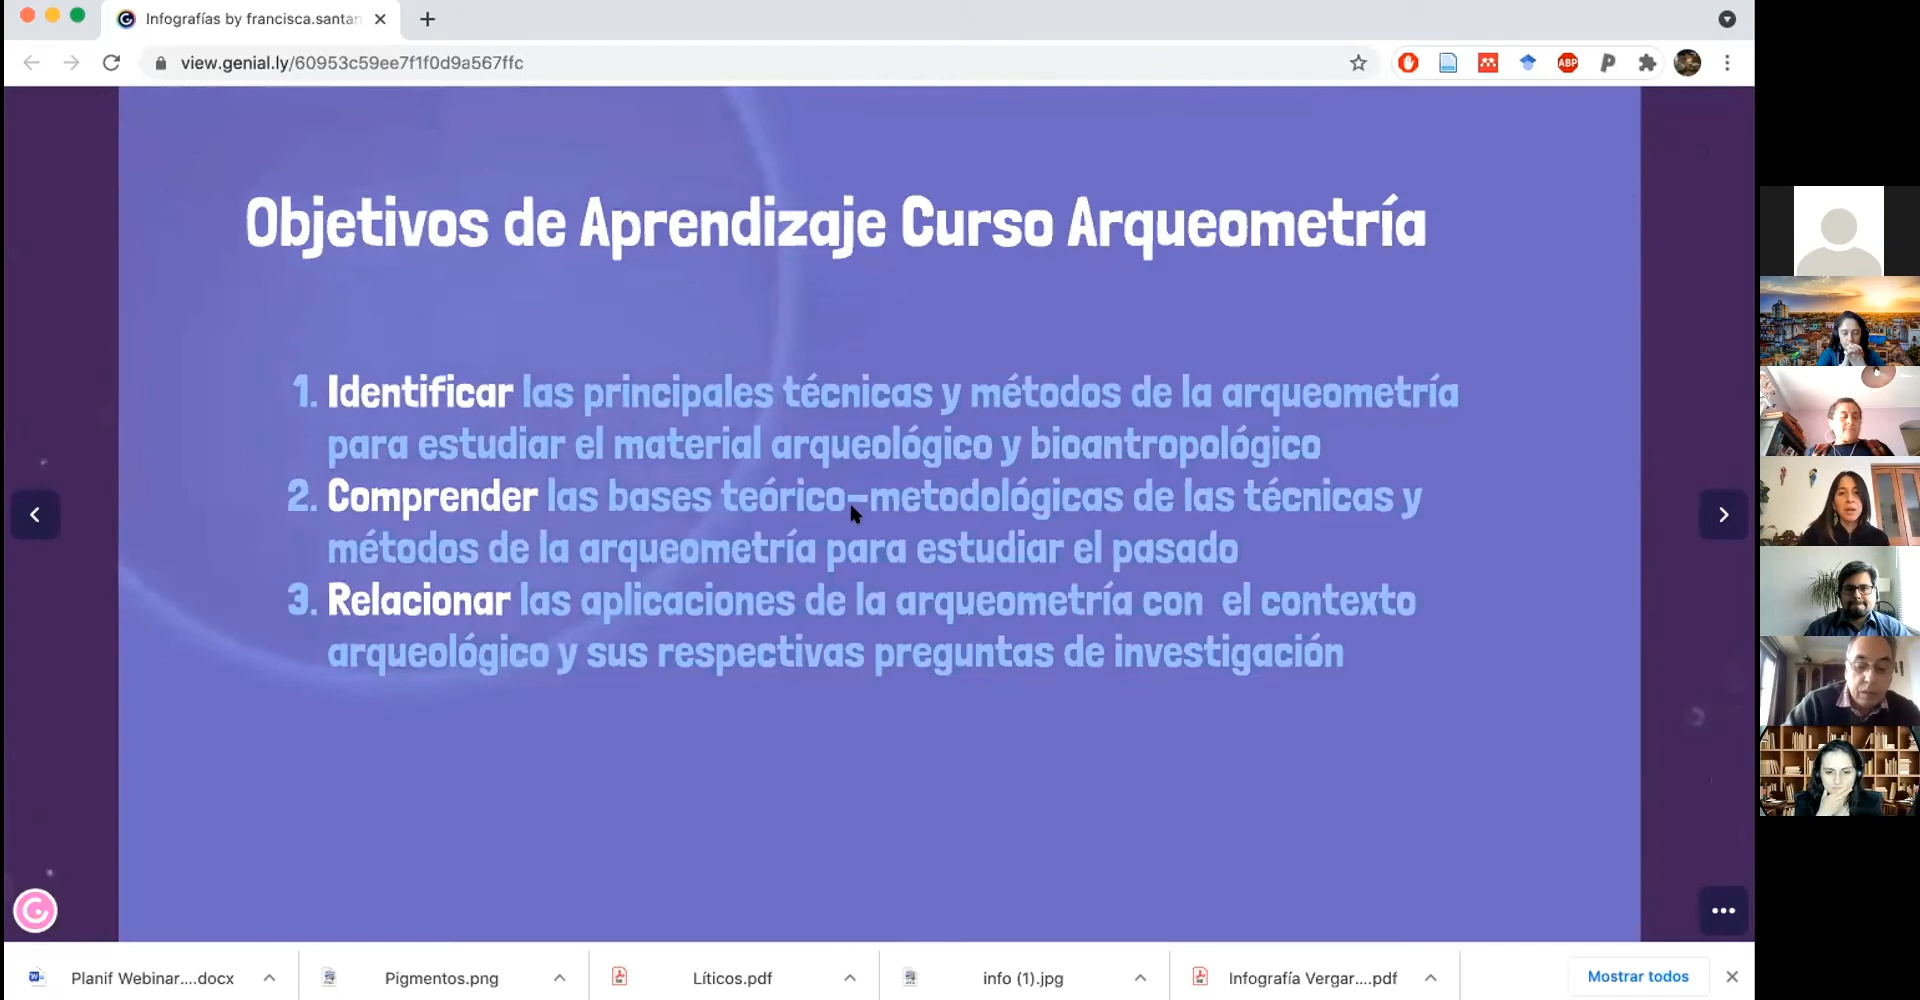 Infografías by francisca.santan
view.genial.ly/60953c59ee7f1f0d9a567ffc
ABP
Objetivos de Aprendizaje Curso Arqueometría
1. Identificar las principales técnicas y métodos de la arqueometría
para estudiar el material arqueológico y bioantropológico
2. Comprender las bases teórico-metodológicas de las técnicas y
métodos de la arqueometría para estudiar el pasado
3. Relacionar las aplicaciones de la arqueometría con el contexto
arqueológico y sus respectivas preguntas de investigación
Planif Webinar....docx
Pigmentos.png
Líticos.pdf
info (1).jpg
Infografía Vergar....pdf
Mostrar todos